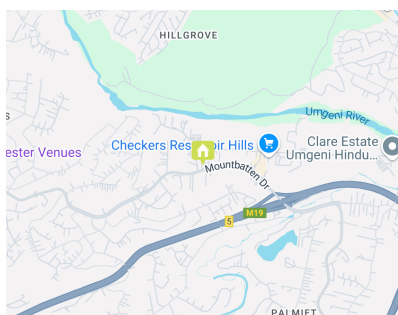 HILLGROVE
Umgeni River
Checkers Reservoir Hills
Clare Estate
Umgeni Hindu...
ester Venues
Mountbatten Dr
M19
5
PALMIET